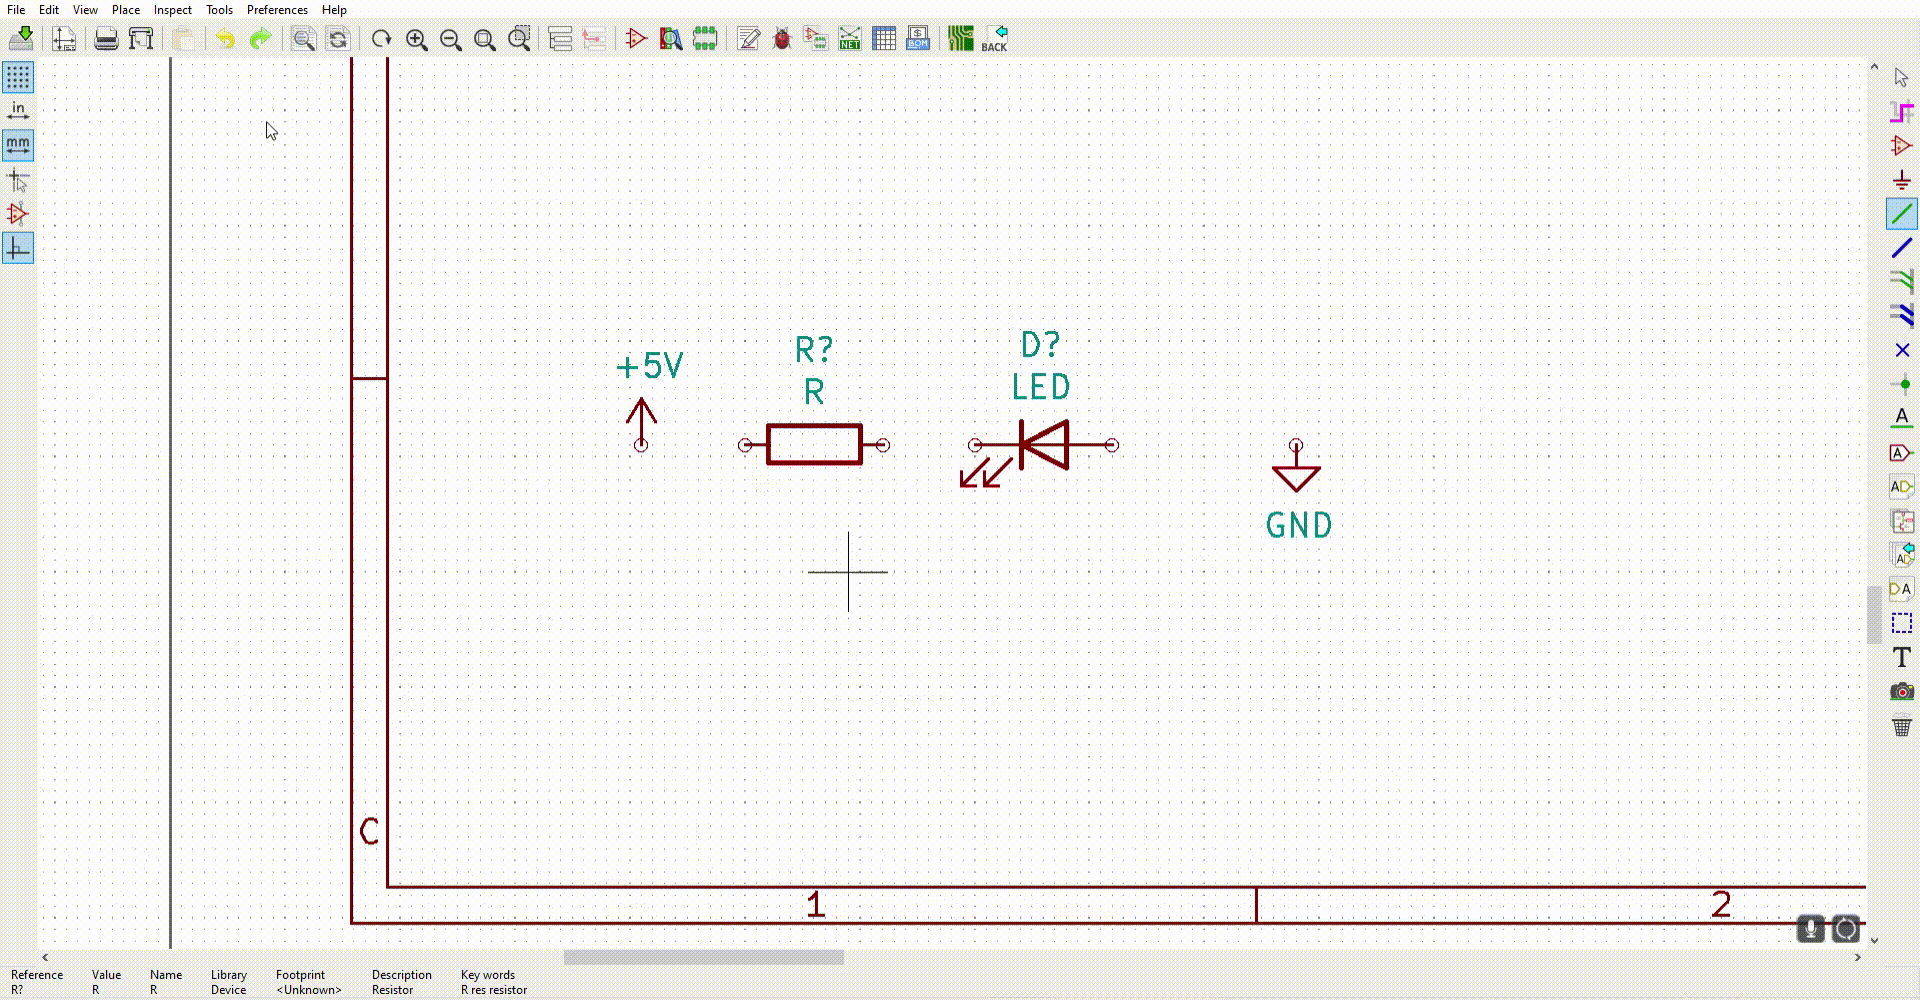 File Edit View Place Inspect Tools Preferences Help
NET
$
BOM
BACK
in
mm
A
A
A
A
A
T
+5V
R?
R
D?
LED
GND
C
1
2
Reference Value Name Library Footprint Description Key words
R? R R Device <Unknown> Resistor R res resistor